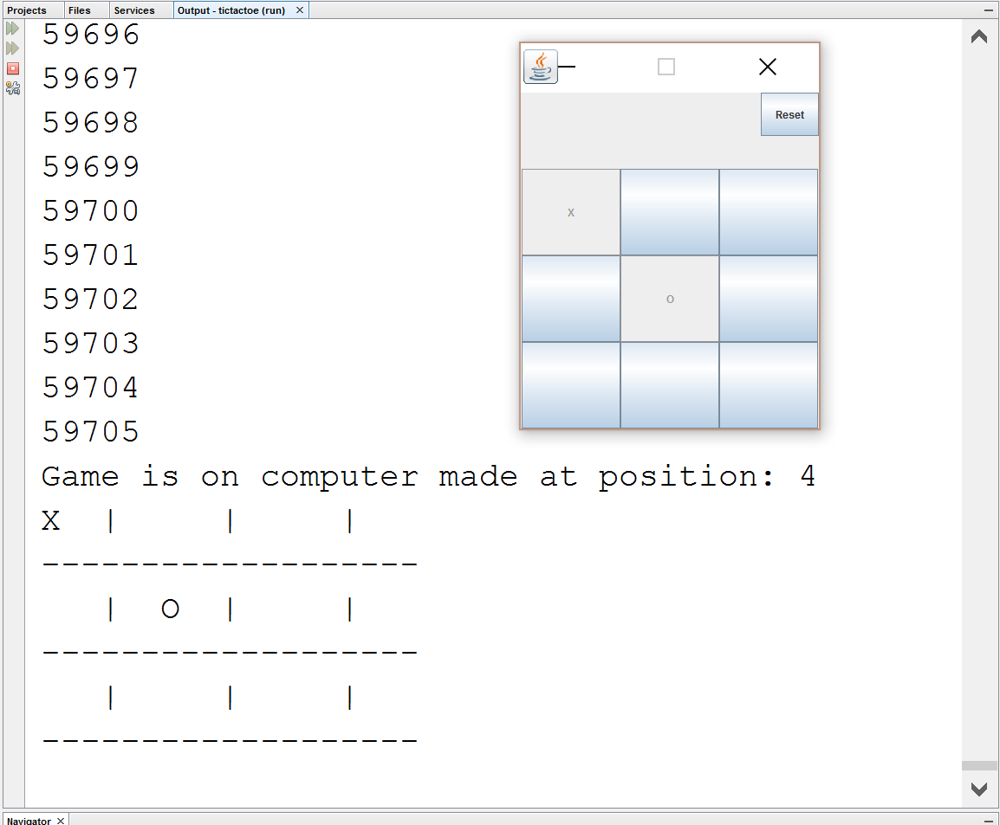 Projects Files Services Output - tictactoe (run)
59696
59697
59698
59699
59700
59701
59702
59703
59704
59705
Game is on computer made at position: 4
X | | |
-------------------
| O | |
-------------------
| | |
-------------------
Reset
x
o
Navigator